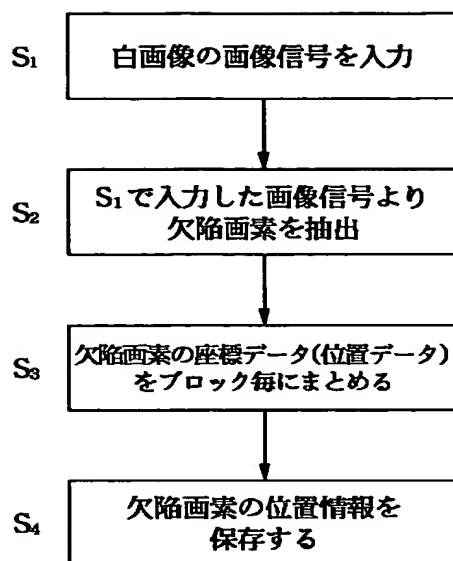 S₁
白画像の画像信号を入力
S₂
S₁で入力した画像信号より
欠陥画素を抽出
S₃
欠陥画素の座標データ(位置データ)
をブロック毎にまとめる
S₄
欠陥画素の位置情報を
保存する